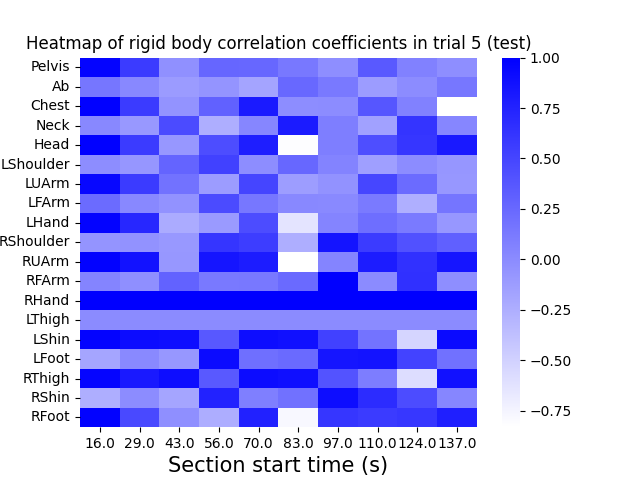 Heatmap of rigid body correlation coefficients in trial 5 (test)
Pelvis
Ab
Chest
Neck
Head
LShoulder
LUArm
LFArm
LHand
RShoulder
RUArm
RFArm
RHand
LThigh
LShin
LFoot
RThigh
RShin
RFoot
16.0 29.0 43.0 56.0 70.0 83.0 97.0 110.0 124.0 137.0
Section start time (s)
1.00
0.75
0.50
0.25
0.00
−0.25
−0.50
−0.75